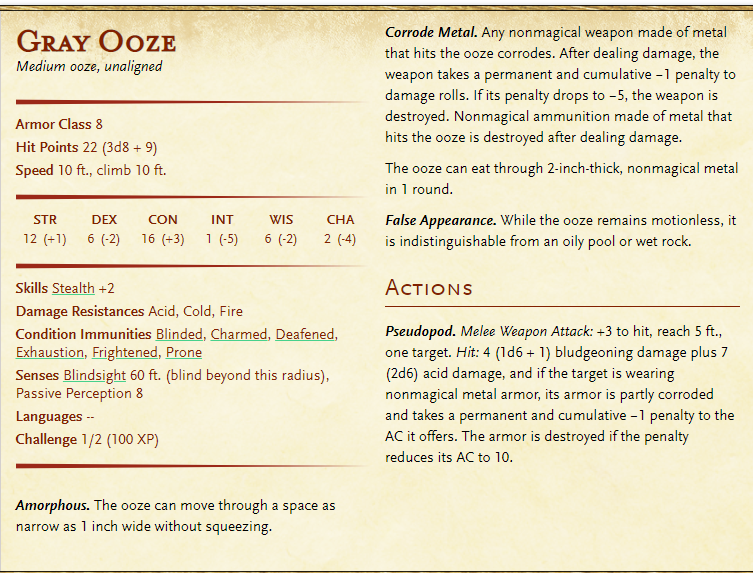 Gray Ooze
Medium ooze, unaligned
Armor Class 8
Hit Points 22 (3d8 + 9)
Speed 10 ft., climb 10 ft.
STR DEX CON INT WIS CHA
12 (+1) 6 (-2) 16 (+3) 1 (-5) 6 (-2) 2 (-4)
Skills Stealth +2
Damage Resistances Acid, Cold, Fire
Condition Immunities Blinded, Charmed, Deafened,
Exhaustion, Frightened, Prone
Senses Blindsight 60 ft. (blind beyond this radius),
Passive Perception 8
Languages --
Challenge 1/2 (100 XP)
Amorphous. The ooze can move through a space as
narrow as 1 inch wide without squeezing.
Corrode Metal. Any nonmagical weapon made of metal
that hits the ooze corrodes. After dealing damage, the
weapon takes a permanent and cumulative −1 penalty to
damage rolls. If its penalty drops to −5, the weapon is
destroyed. Nonmagical ammunition made of metal that
hits the ooze is destroyed after dealing damage.
The ooze can eat through 2-inch-thick, nonmagical metal
in 1 round.
False Appearance. While the ooze remains motionless, it
is indistinguishable from an oily pool or wet rock.
Actions
Pseudopod. Melee Weapon Attack: +3 to hit, reach 5 ft.,
one target. Hit: 4 (1d6 + 1) bludgeoning damage plus 7
(2d6) acid damage, and if the target is wearing
nonmagical metal armor, its armor is partly corroded
and takes a permanent and cumulative −1 penalty to the
AC it offers. The armor is destroyed if the penalty
reduces its AC to 10.